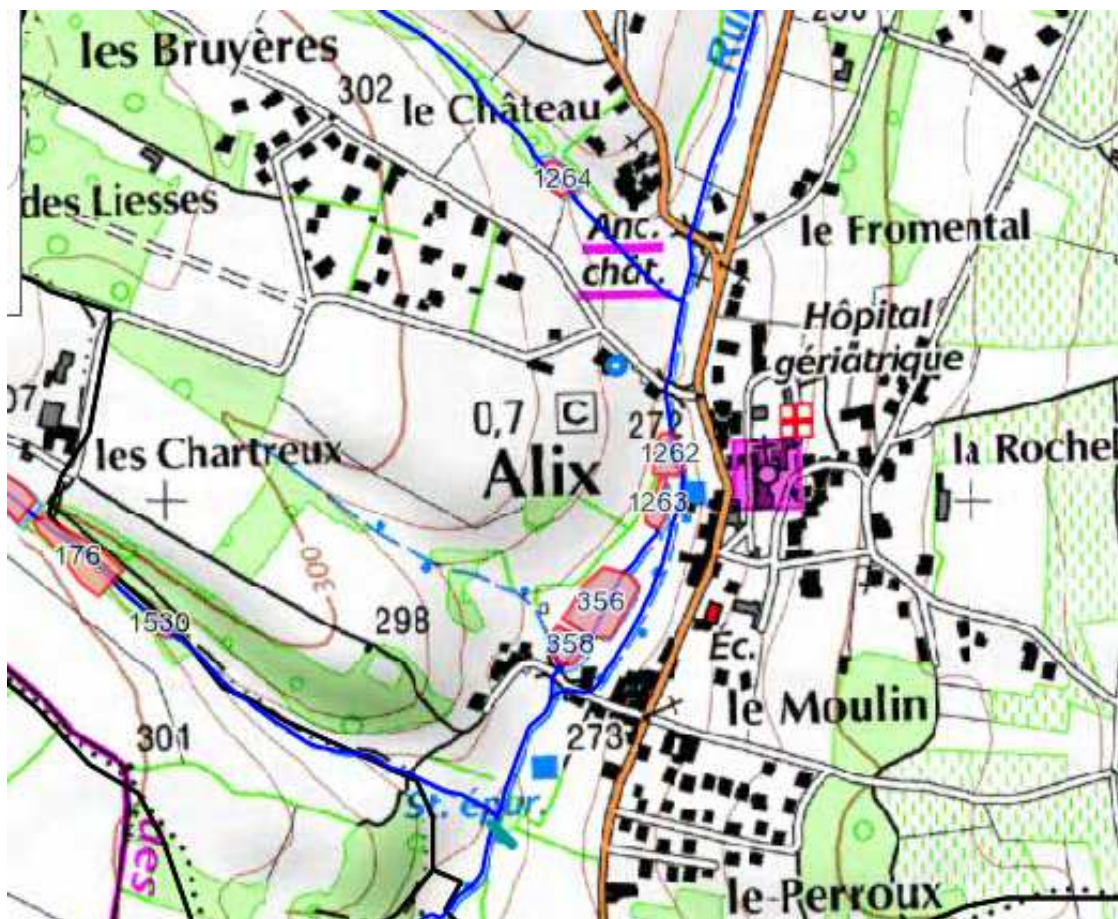 les Bruyères
302
le Château
1264
des Liesses
Anc.
chât.
le Fromental
Hôpital
gériatrique
0,7
C
272
les Chartreux
Alix
1262
1263
la Rocher
176
300
1530
356
298
358
Éc.
le Moulin
301
273
St. épur.
des
le Perroux